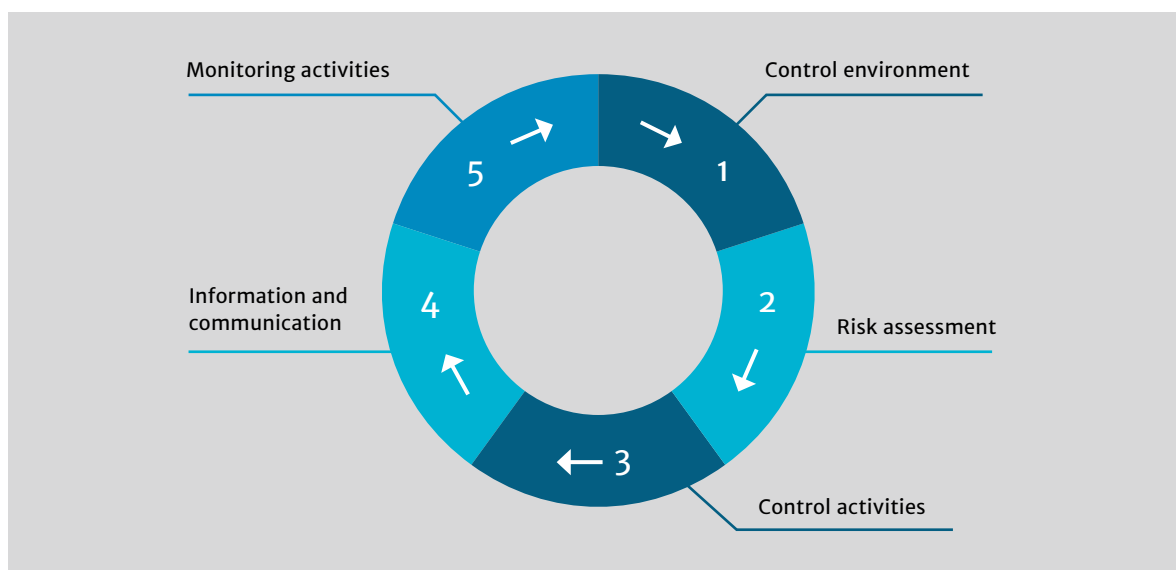 Monitoring activities
Control environment
5
1
Information and
communication
4
2
Risk assessment
3
Control activities